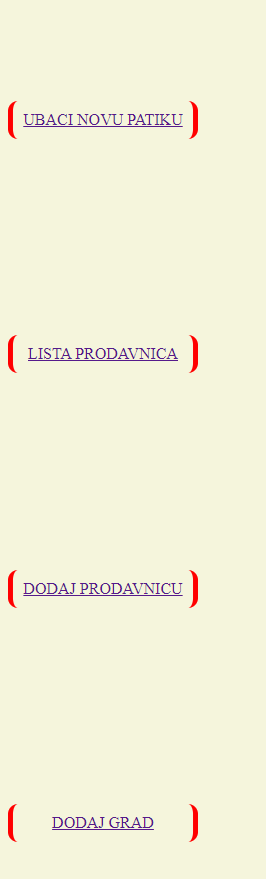 UBACI NOVU PATIKU
LISTA PRODAVNICA
DODAJ PRODAVNICU
DODAJ GRAD